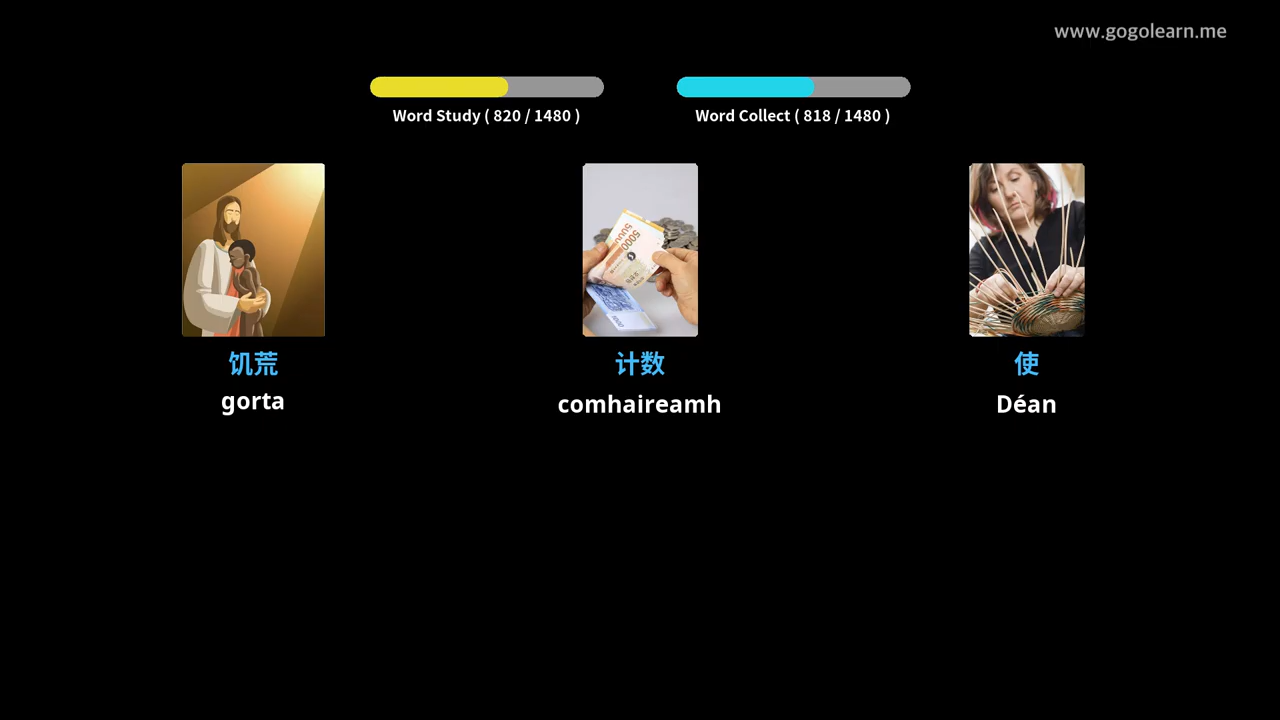 www.gogolearn.me
Word Study ( 820 / 1480 )
Word Collect ( 818 / 1480 )
饥荒
计数
使
gorta
comhaireamh
Déan